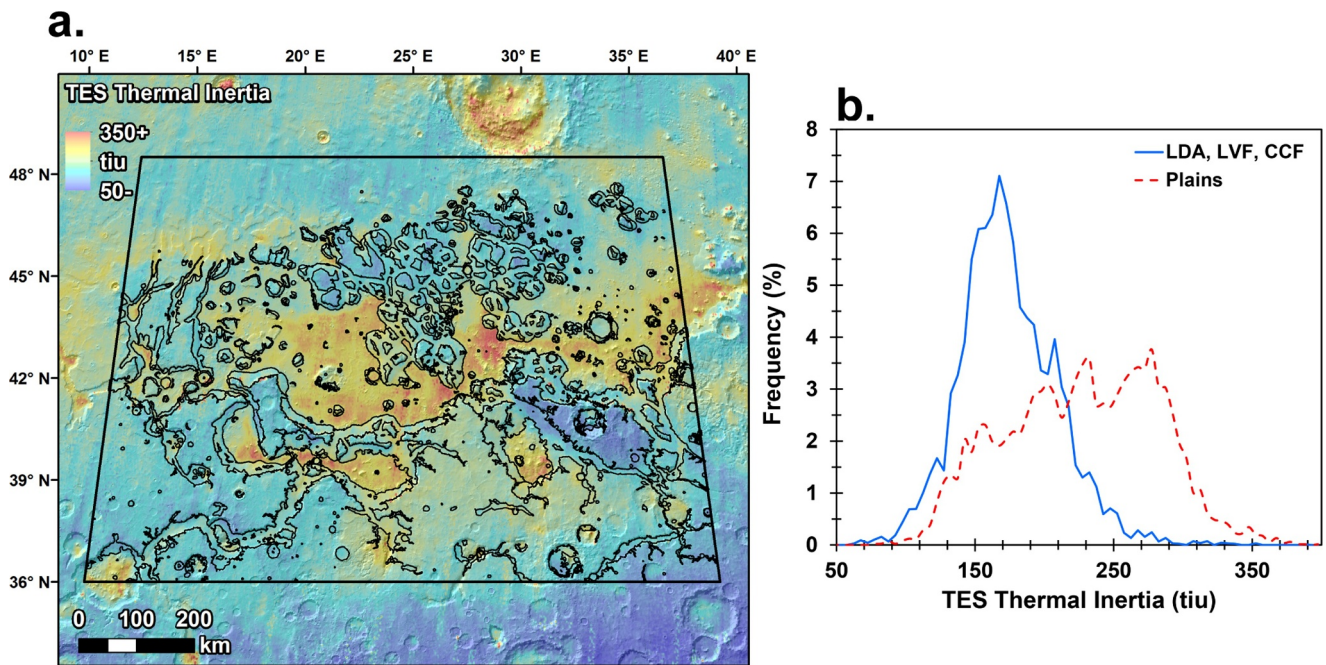 a.
10° E 15° E 20° E 25° E 30° E 35° E 40° E
TES Thermal Inertia
350+
tiu
50-
48° N
45° N
42° N
39° N
36° N
0 100 200
km
b.
8
7
6
5
4
3
2
1
0
Frequency (%)
LDA, LVF, CCF
Plains
50 150 250 350
TES Thermal Inertia (tiu)